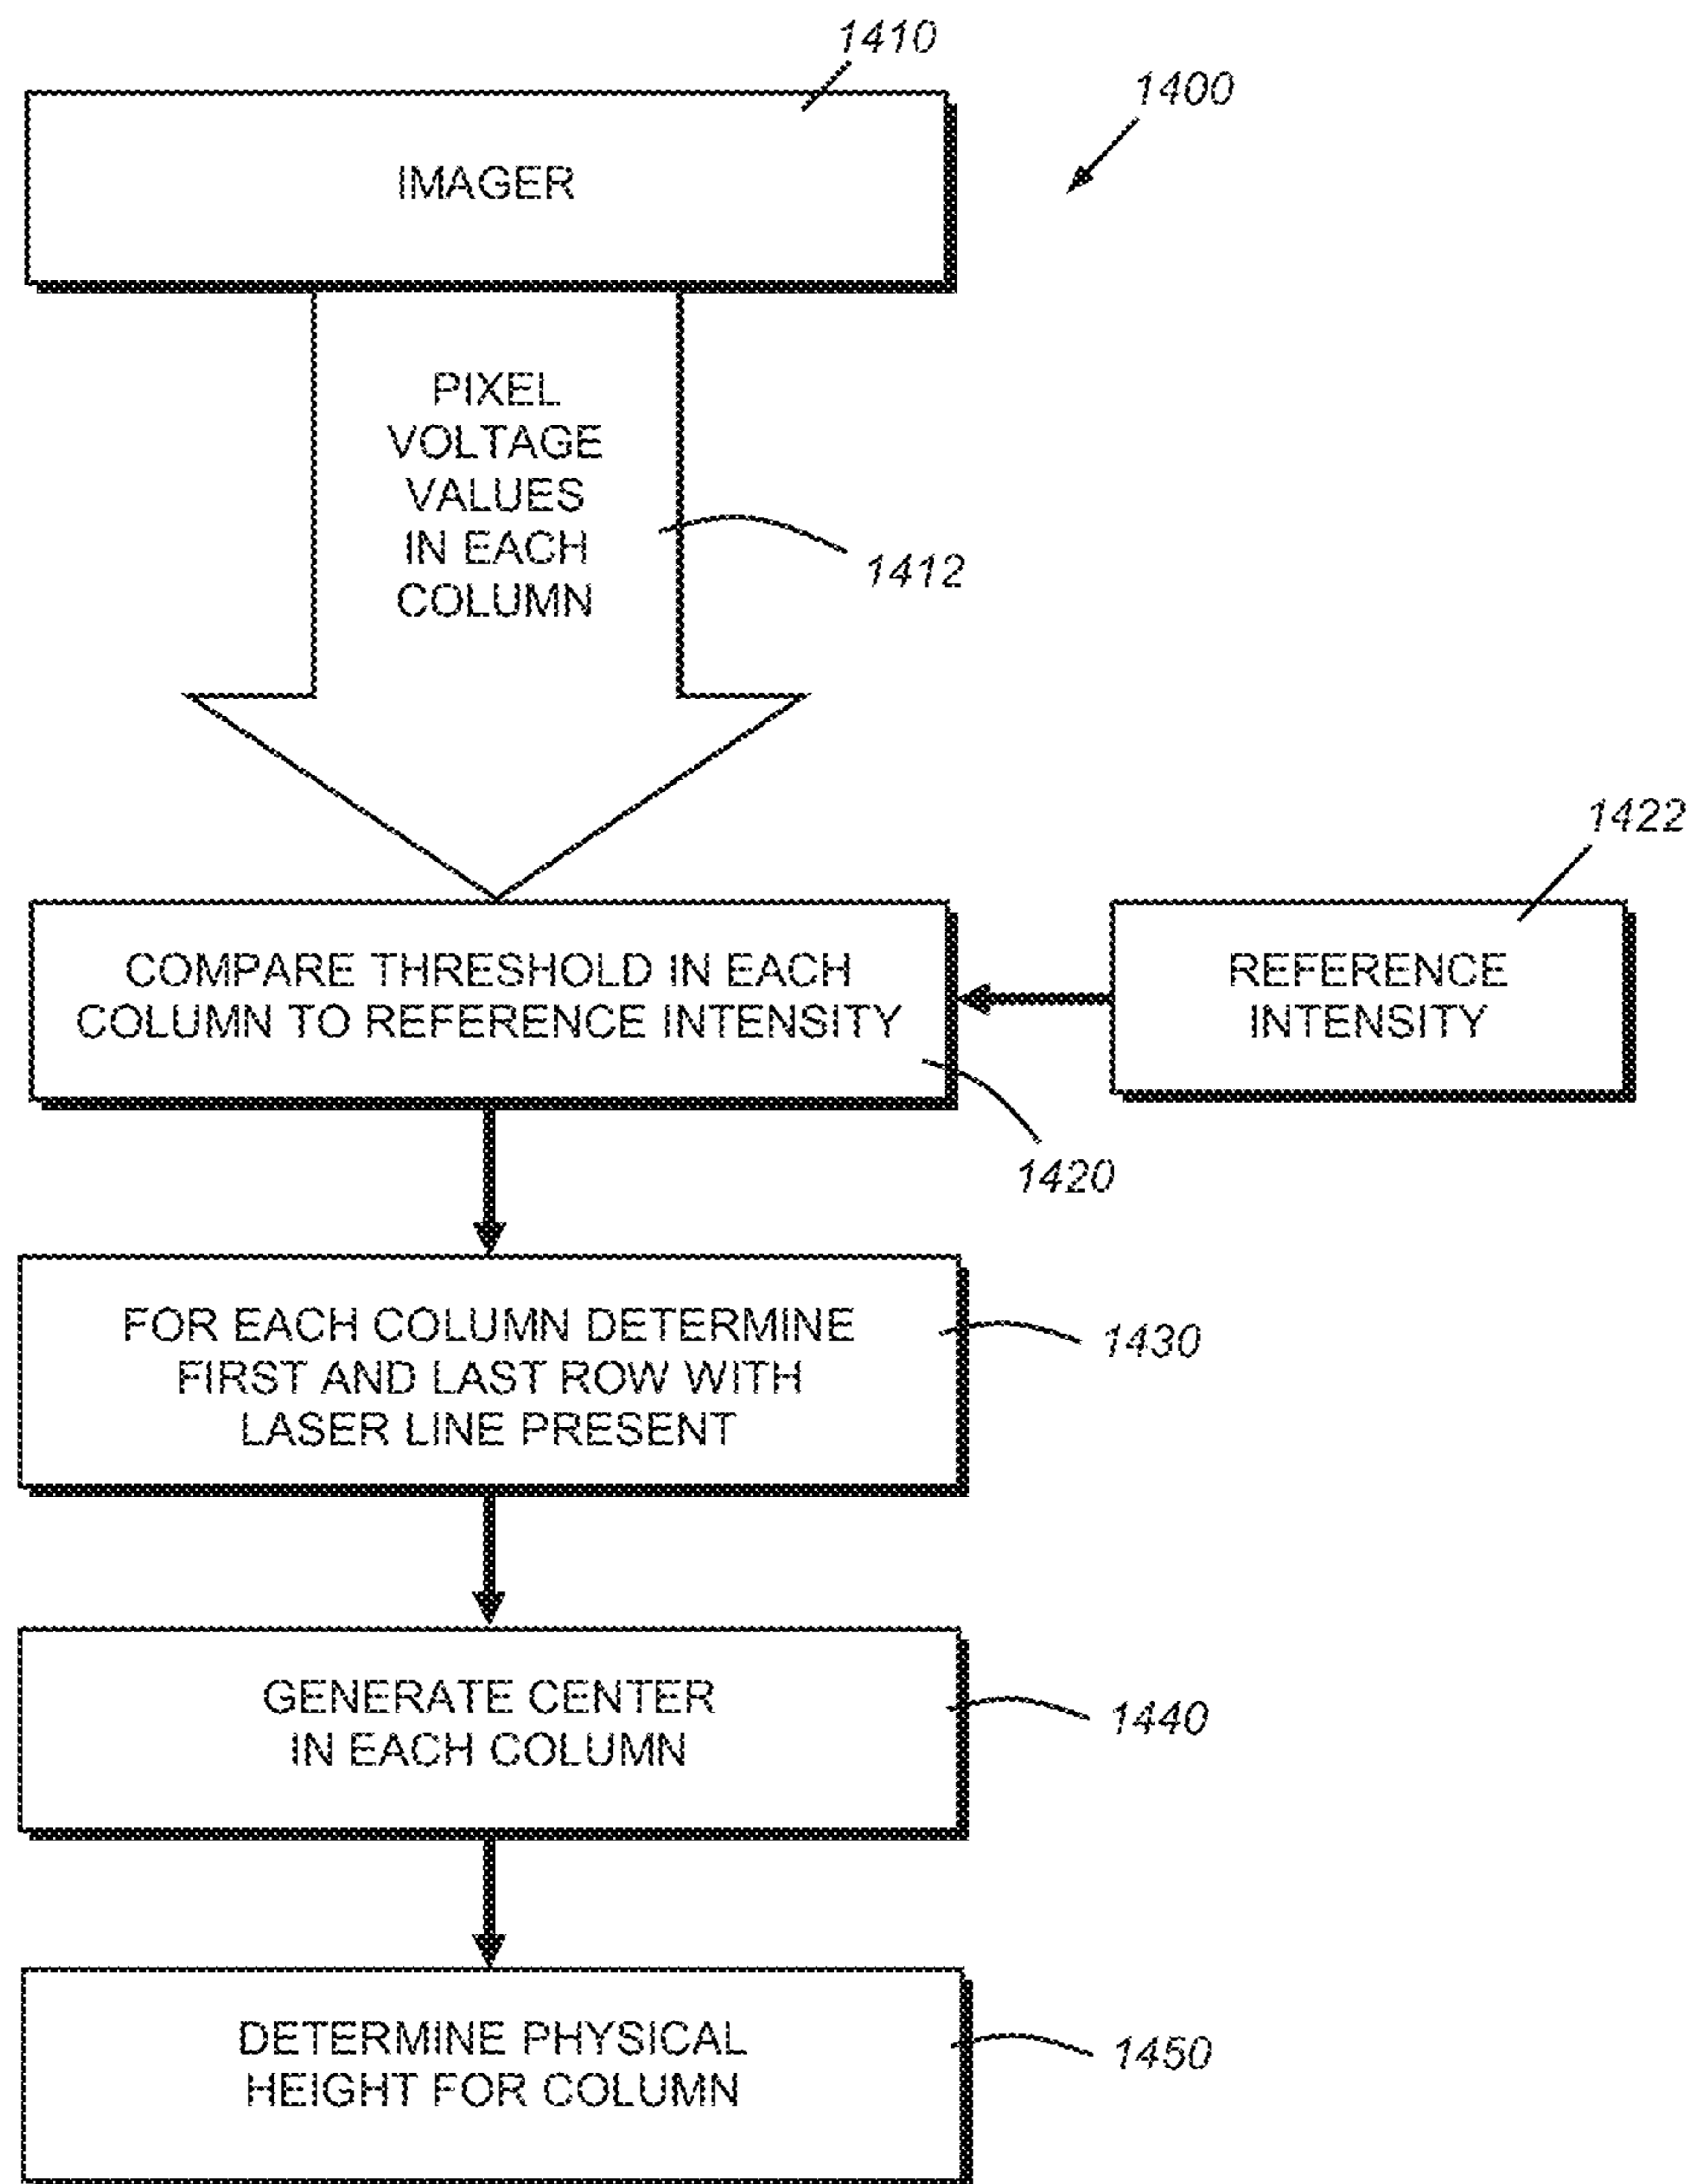 1410
1400
IMAGER
PIXEL
VOLTAGE
VALUES
IN EACH
COLUMN
1412
1422
COMPARE THRESHOLD IN EACH
COLUMN TO REFERENCE INTENSITY
REFERENCE
INTENSITY
1420
FOR EACH COLUMN DETERMINE
FIRST AND LAST ROW WITH
LASER LINE PRESENT
1430
GENERATE CENTER
IN EACH COLUMN
1440
DETERMINE PHYSICAL
HEIGHT FOR COLUMN
1450